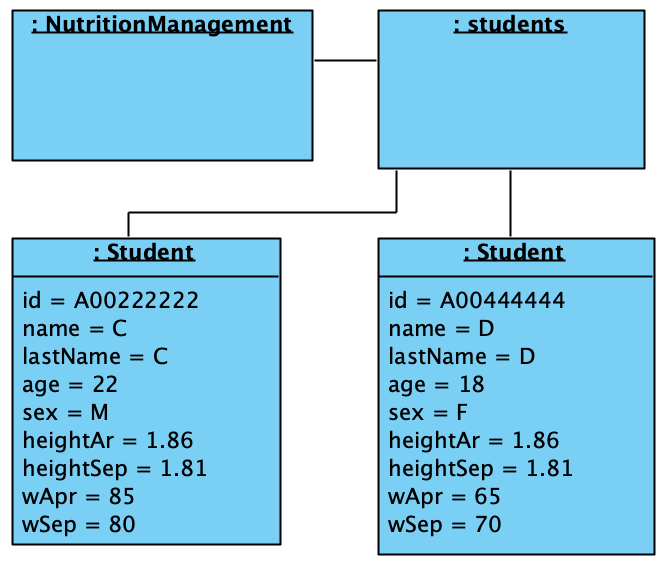 : NutritionManagement
: students
: Student
id = A00222222
name = C
lastName = C
age = 22
sex = M
heightAr = 1.86
heightSep = 1.81
wApr = 85
wSep = 80
: Student
id = A00444444
name = D
lastName = D
age = 18
sex = F
heightAr = 1.86
heightSep = 1.81
wApr = 65
wSep = 70